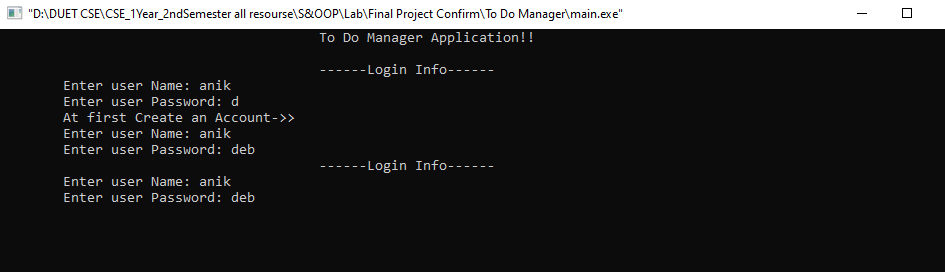 "D:\DUET CSE\CSE_1Year_2ndSemester all resourse\S&OOP\Lab\Final Project Confirm\To Do Manager\main.exe"
To Do Manager Application!!
------Login Info------
Enter user Name: anik
Enter user Password: d
At first Create an Account->>
Enter user Name: anik
Enter user Password: deb
------Login Info------
Enter user Name: anik
Enter user Password: deb